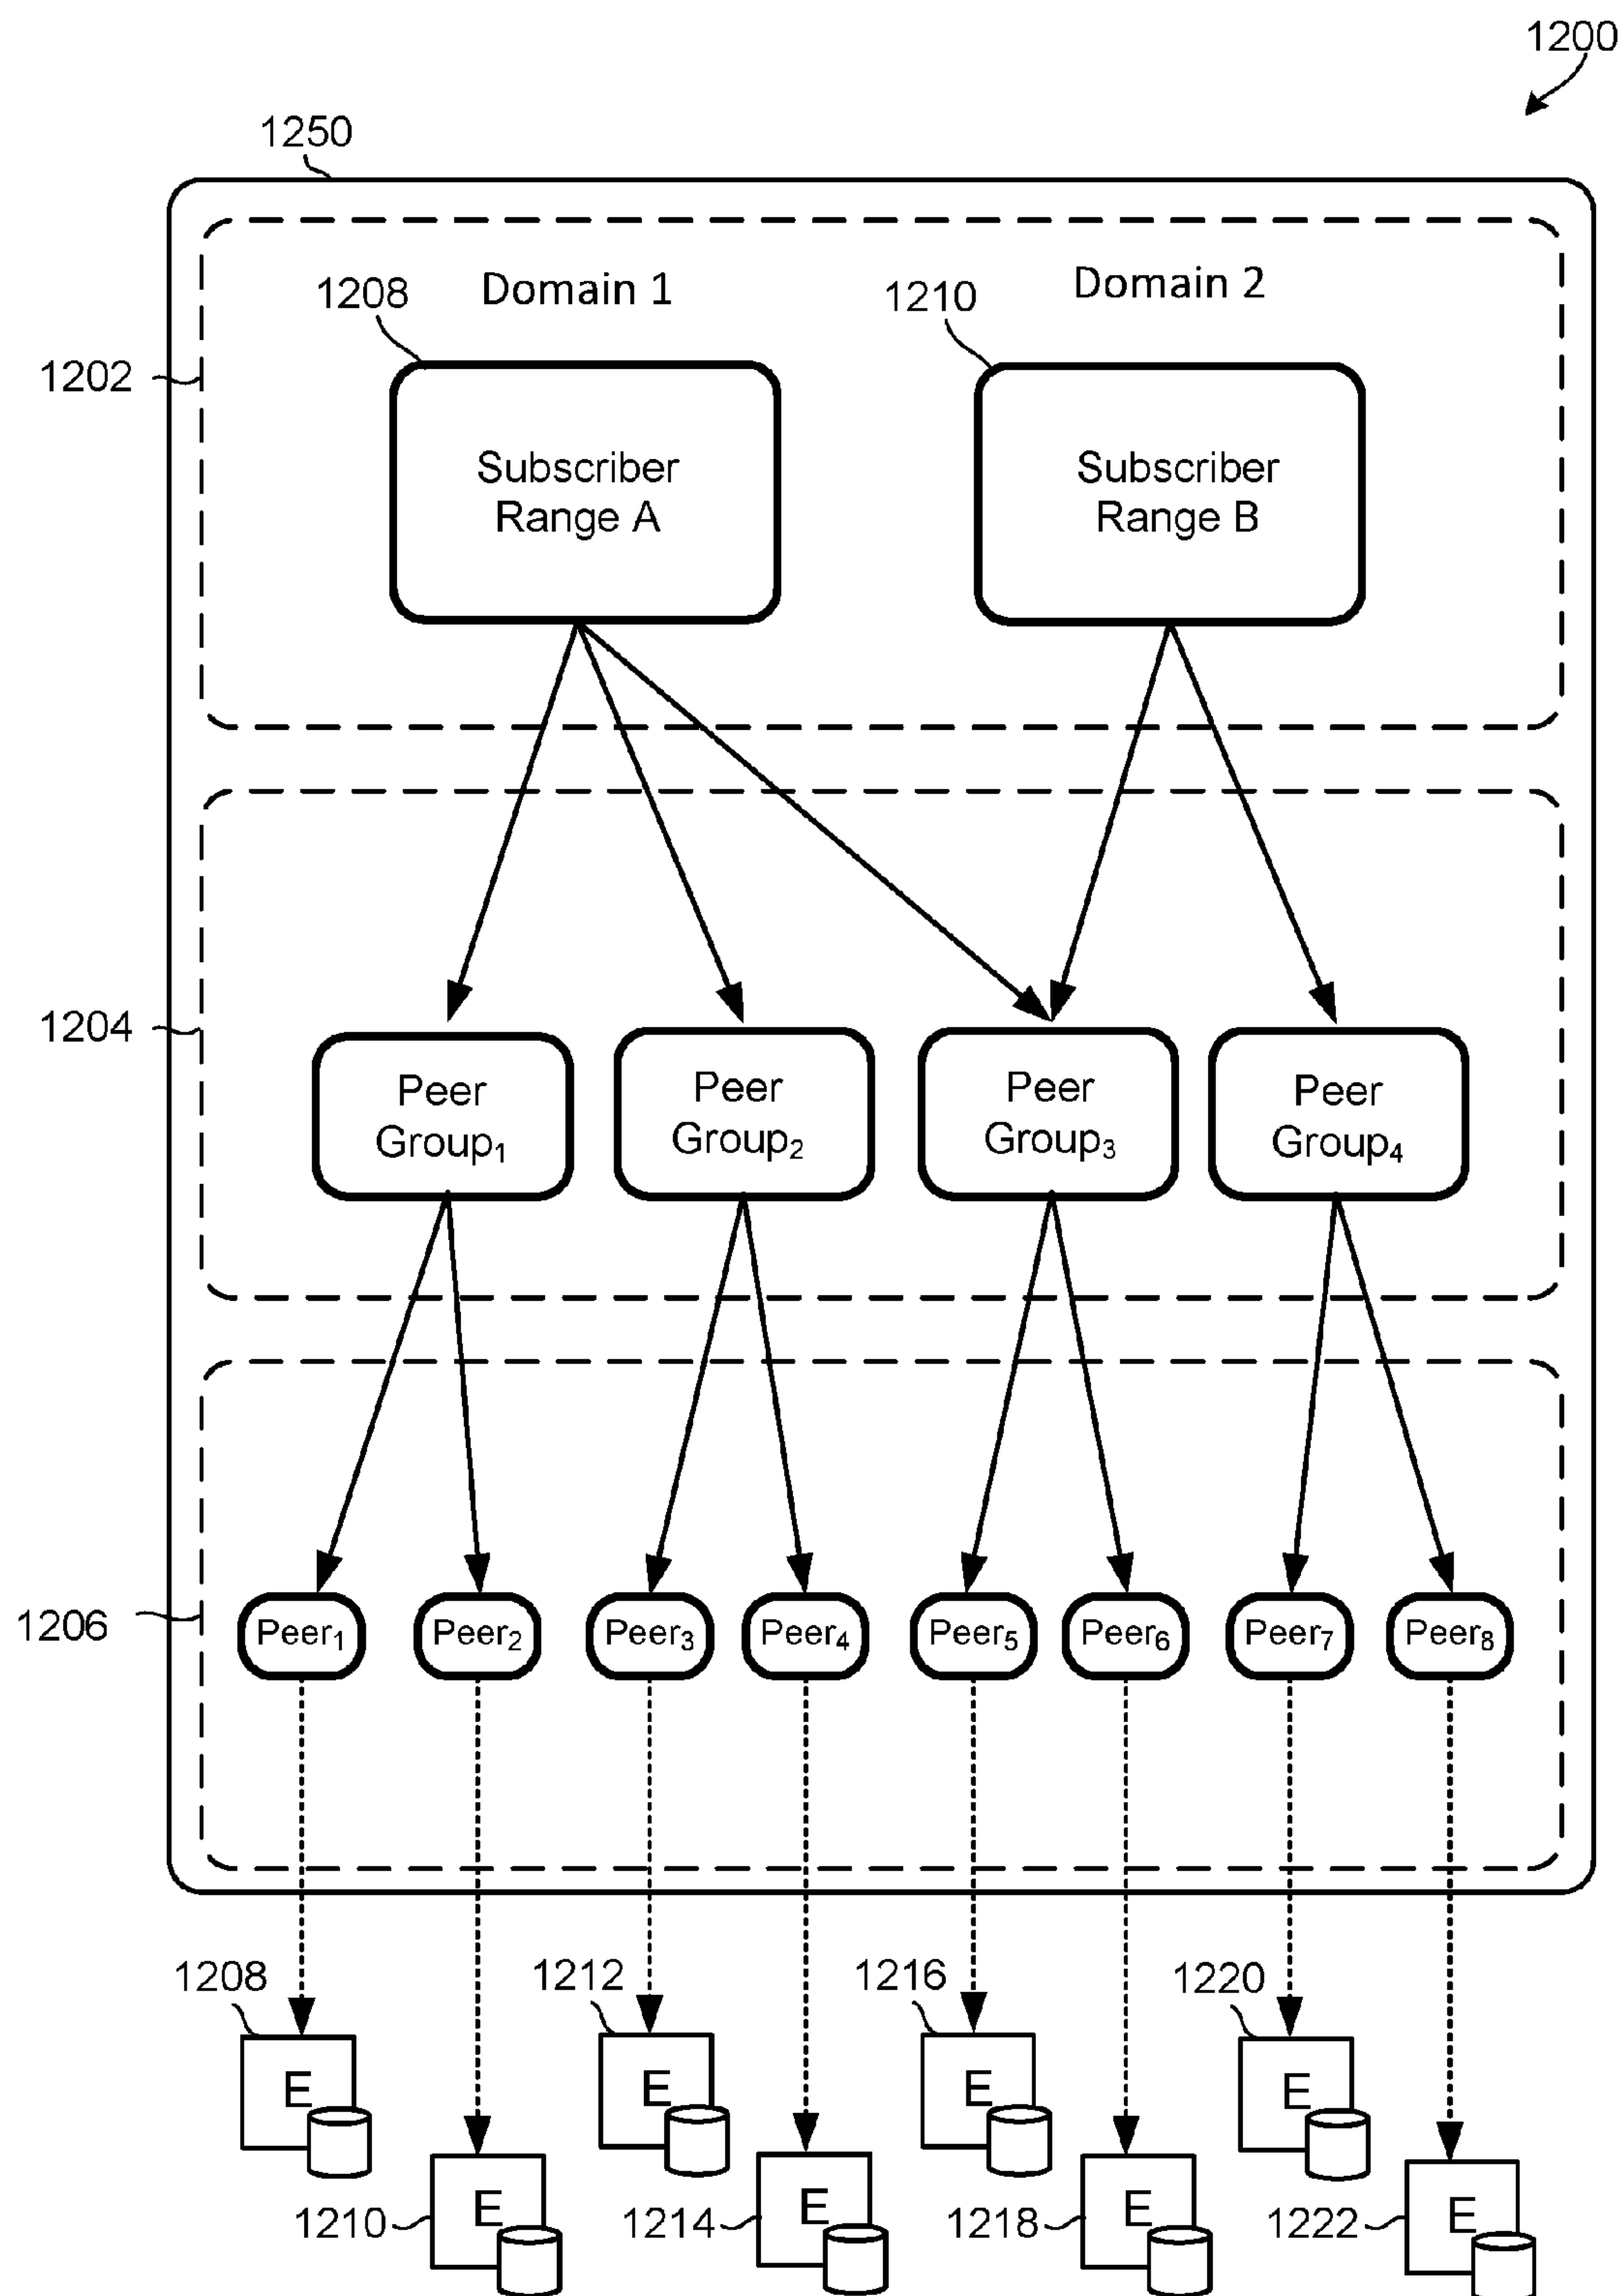 1200
1250
1208
Domain 1
1210
Domain 2
1202
Subscriber
Range A
Subscriber
Range B
1204
Peer
Group₁
Peer
Group₂
Peer
Group₃
Peer
Group₄
1206
Peer₁
Peer₂
Peer₃
Peer₄
Peer₅
Peer₆
Peer₇
Peer₈
1208
1212
1216
1220
E
E
E
E
1210
E
1214
E
1218
E
1222
E